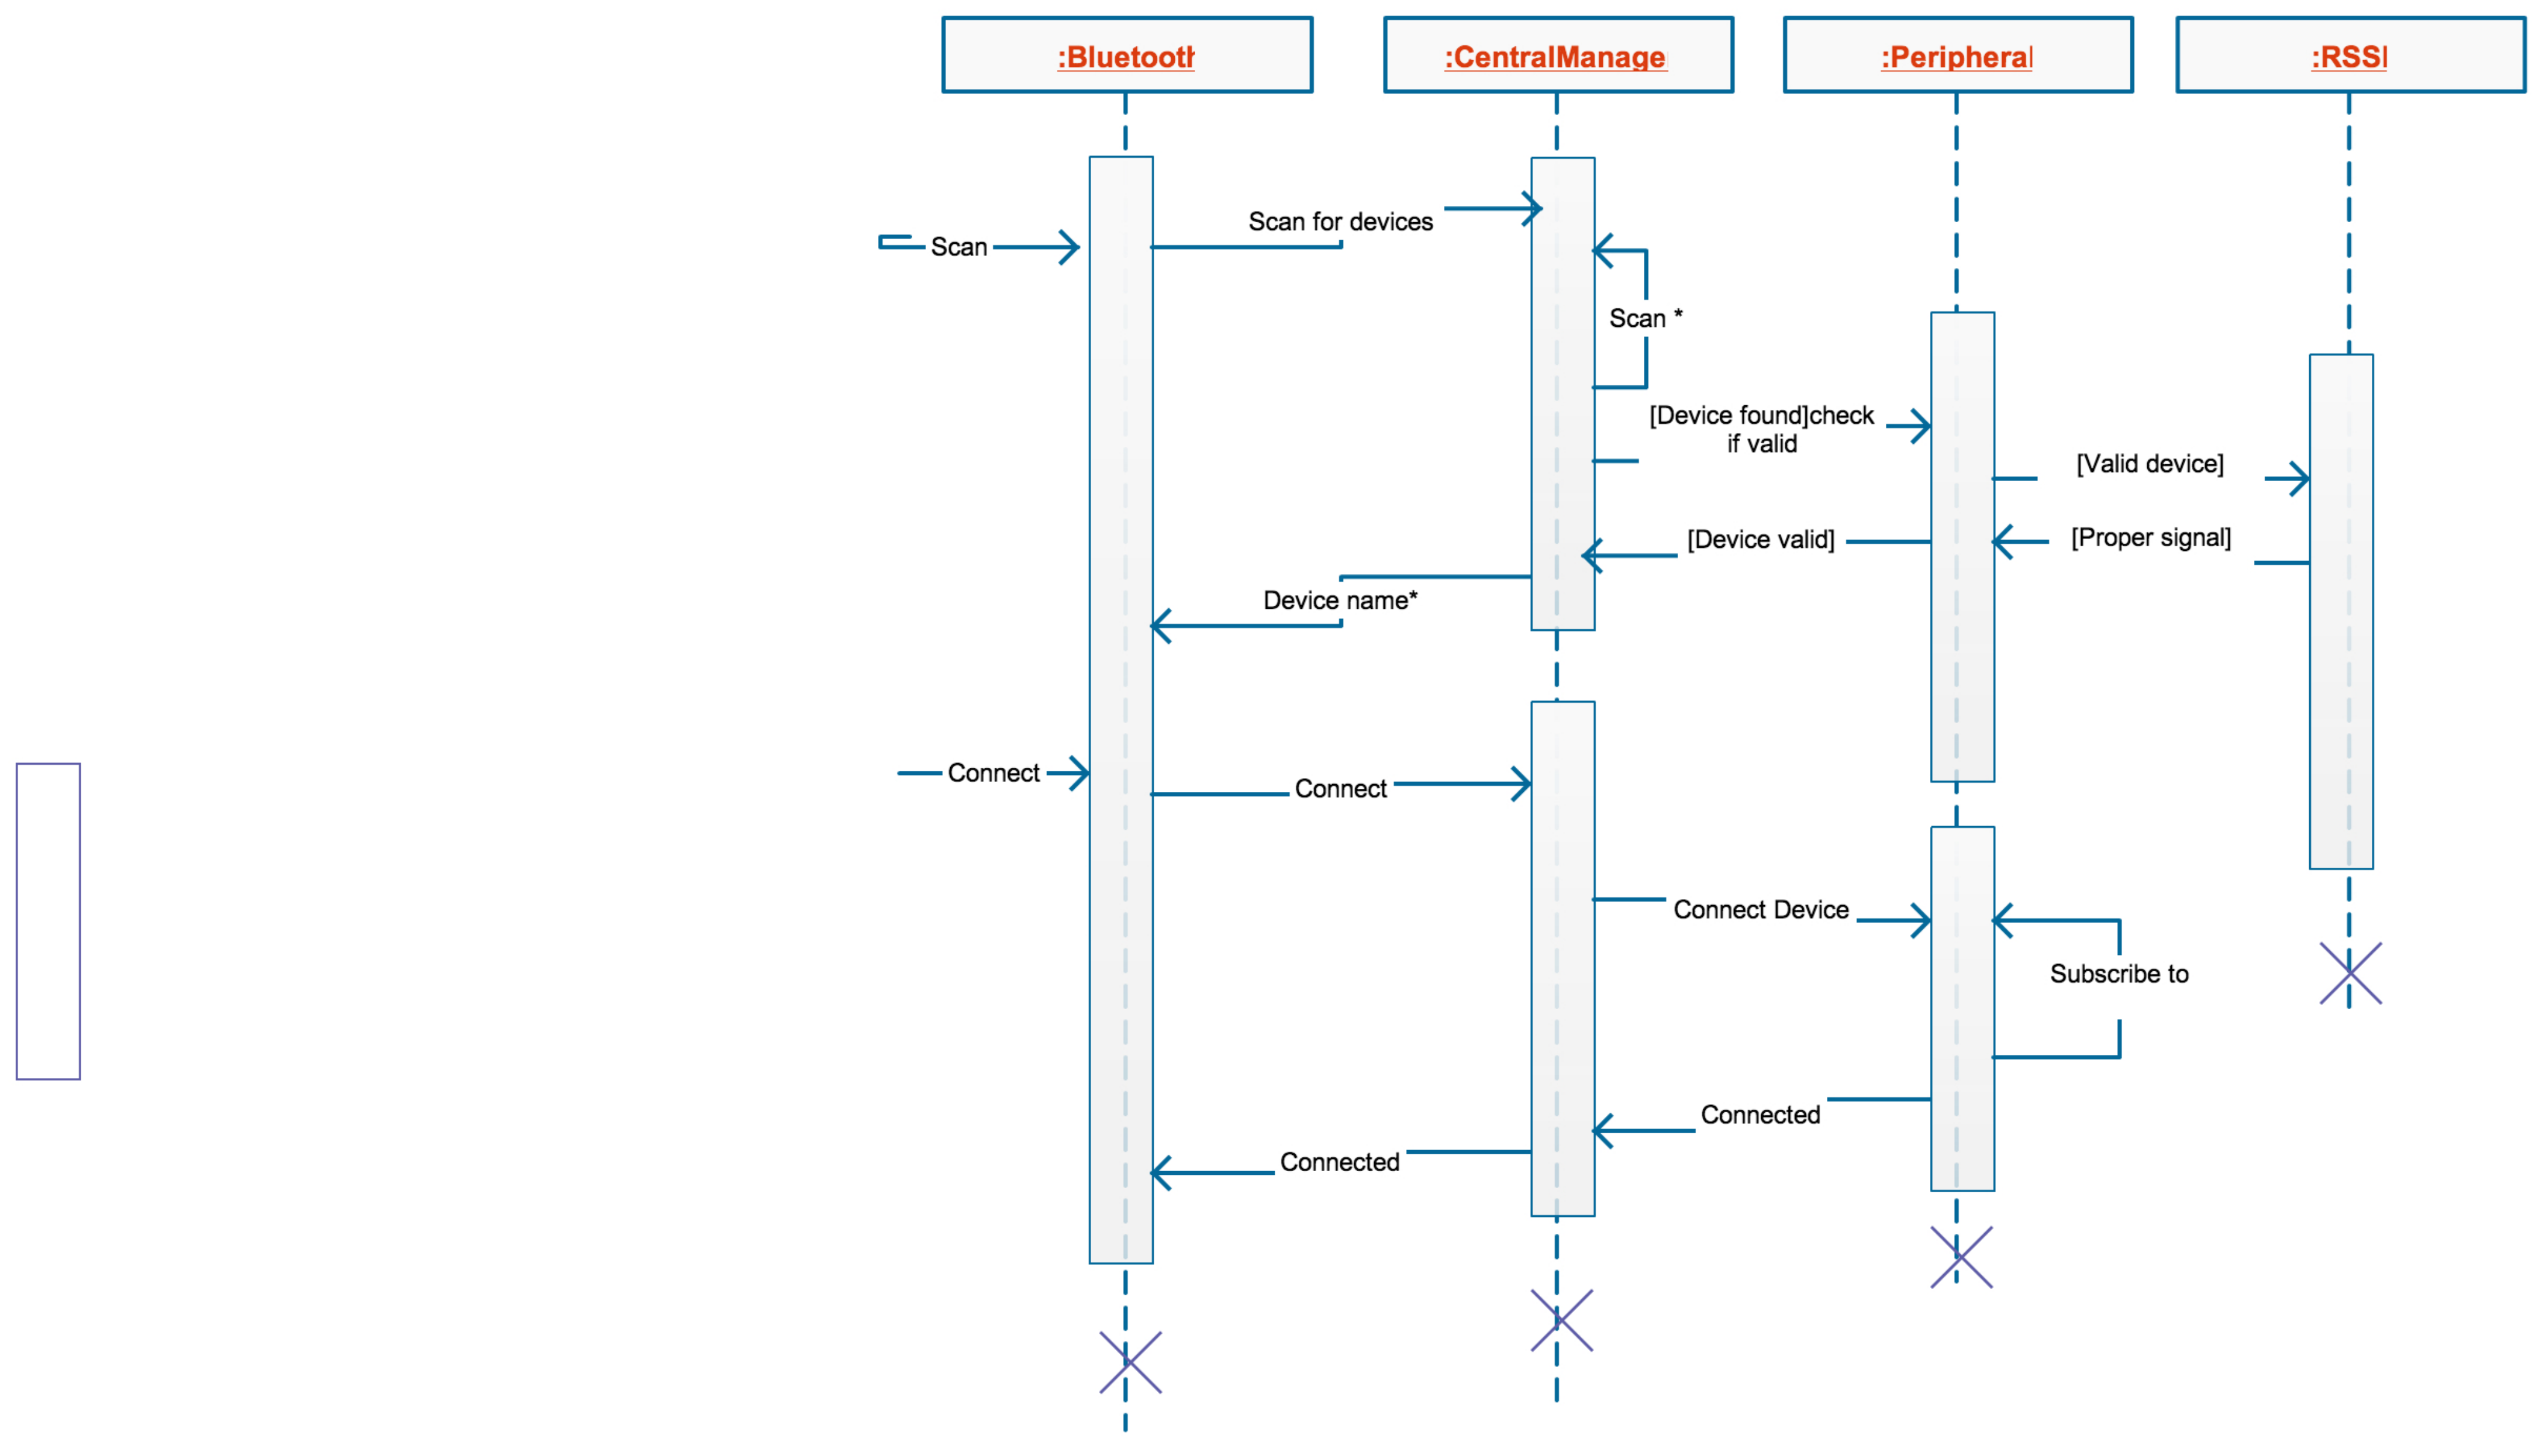 :Bluetooth
:CentralManage
:Peripheral
:RSSI
Scan for devices
Scan
Scan *
[Device found]check
if valid
[Valid device]
[Proper signal]
[Device valid]
Device name*
Connect
Connect
Connect Device
Subscribe to
Connected
Connected